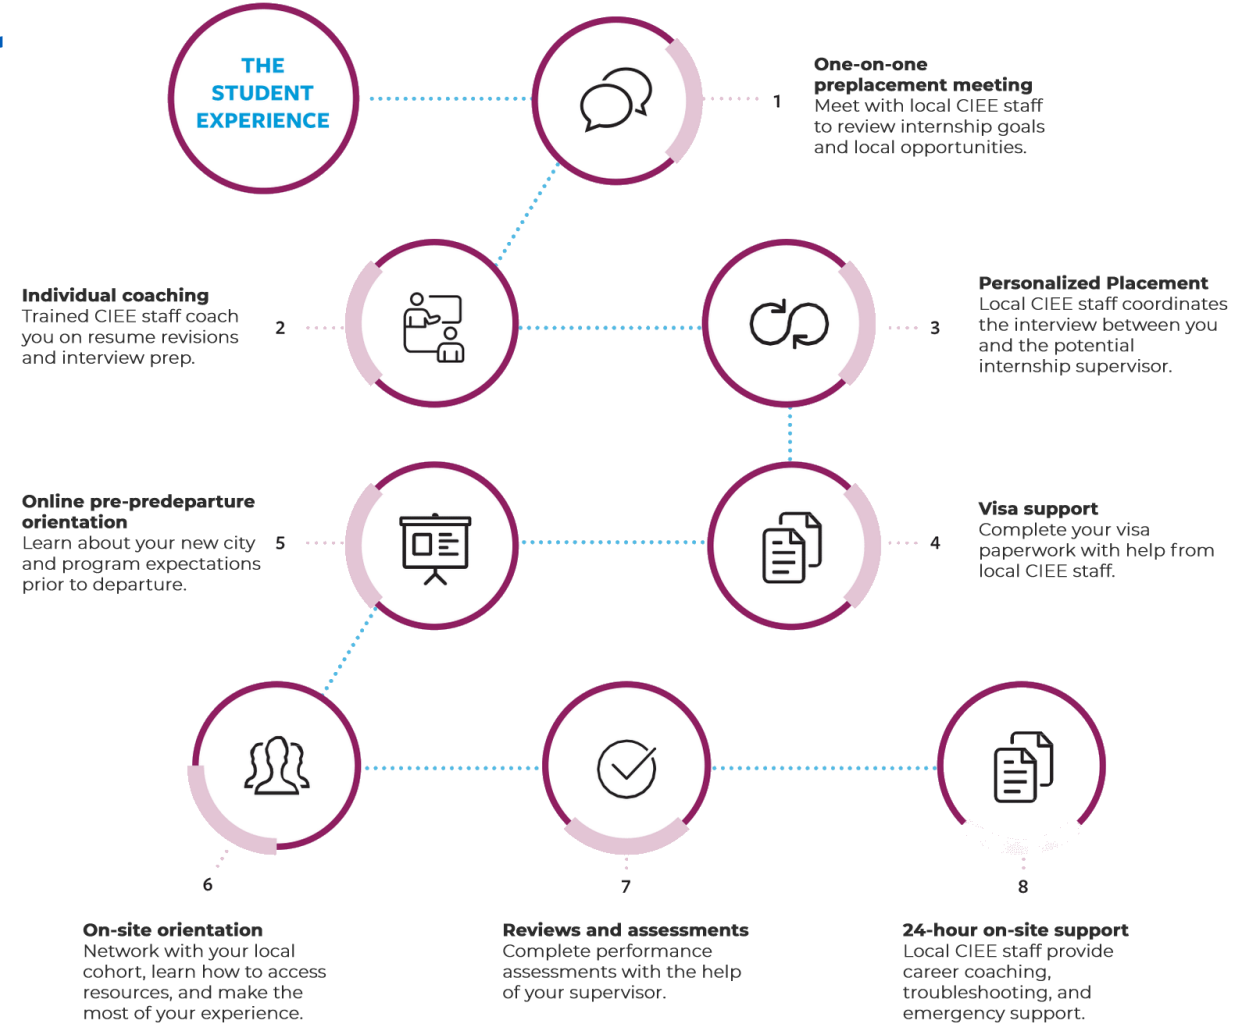 THE
STUDENT
EXPERIENCE
1
One-on-one
preplacement meeting
Meet with local CIEE staff
to review internship goals
and local opportunities.
Individual coaching
Trained CIEE staff coach
you on resume revisions
and interview prep.
2
3
Personalized Placement
Local CIEE staff coordinates
the interview between you
and the potential
internship supervisor.
4
Visa support
Complete your visa
paperwork with help from
local CIEE staff.
Online pre-predeparture
orientation
Learn about your new city
and program expectations
prior to departure.
5
6
On-site orientation
Network with your local
cohort, learn how to access
resources, and make the
most of your experience.
7
Reviews and assessments
Complete performance
assessments with the help
of your supervisor.
8
24-hour on-site support
Local CIEE staff provide
career coaching,
troubleshooting, and
emergency support.